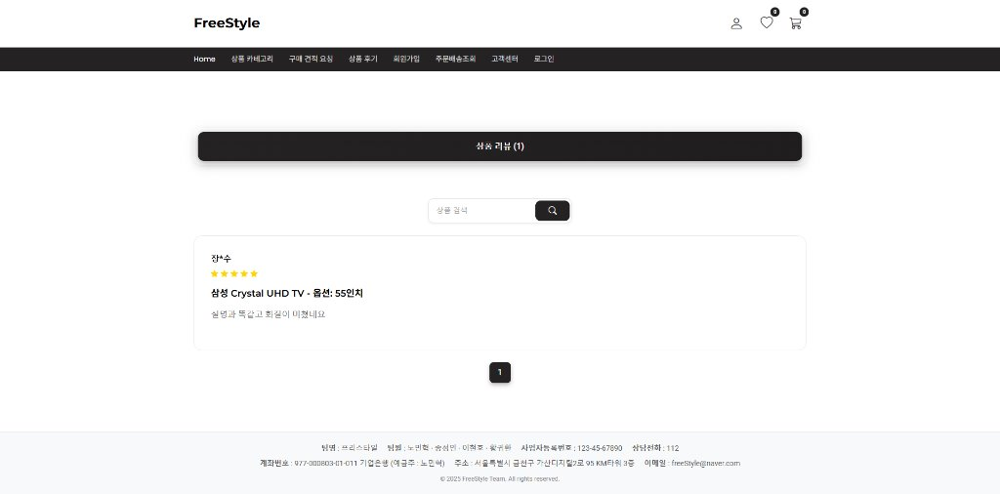 FreeStyle
0 0
Home 상품 카테고리 구매 견적 요청 상품 후기 회원가입 주문배송조회 고객센터 로그인
상품 리뷰 (1)
상품 검색
장*수
삼성 Crystal UHD TV - 옵션: 55인치
설명과 똑같고 화질이 미쳤네요
1
팀명 : 프리스타일 팀원 : 노민혁 · 송성민 · 이현호 · 황귀환 사업자등록번호 : 123-45-67890 상담전화 : 112
계좌번호 : 977-000803-01-011 기업은행 (예금주 : 노민혁) 주소 : 서울특별시 금천구 가산디지털2로 95 KM타워 3층 이메일 : freeStyle@naver.com
© 2025 FreeStyle Team. All rights reserved.